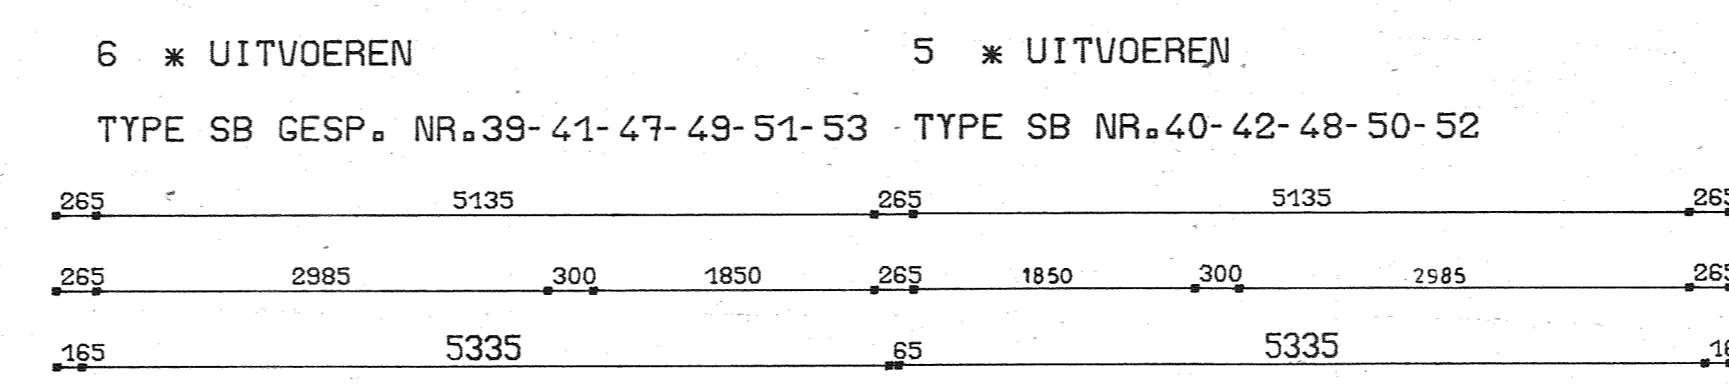 6 * UITVOEREN 5 * UITVOEREN
TYPE SB GESP. NR.39-41-47-49-51-53 TYPE SB NR.40-42-48-50-52
265 5135 265 5135 265
265 2985 300 1850 265 1850 300 2985 265
165 5335 65 5335